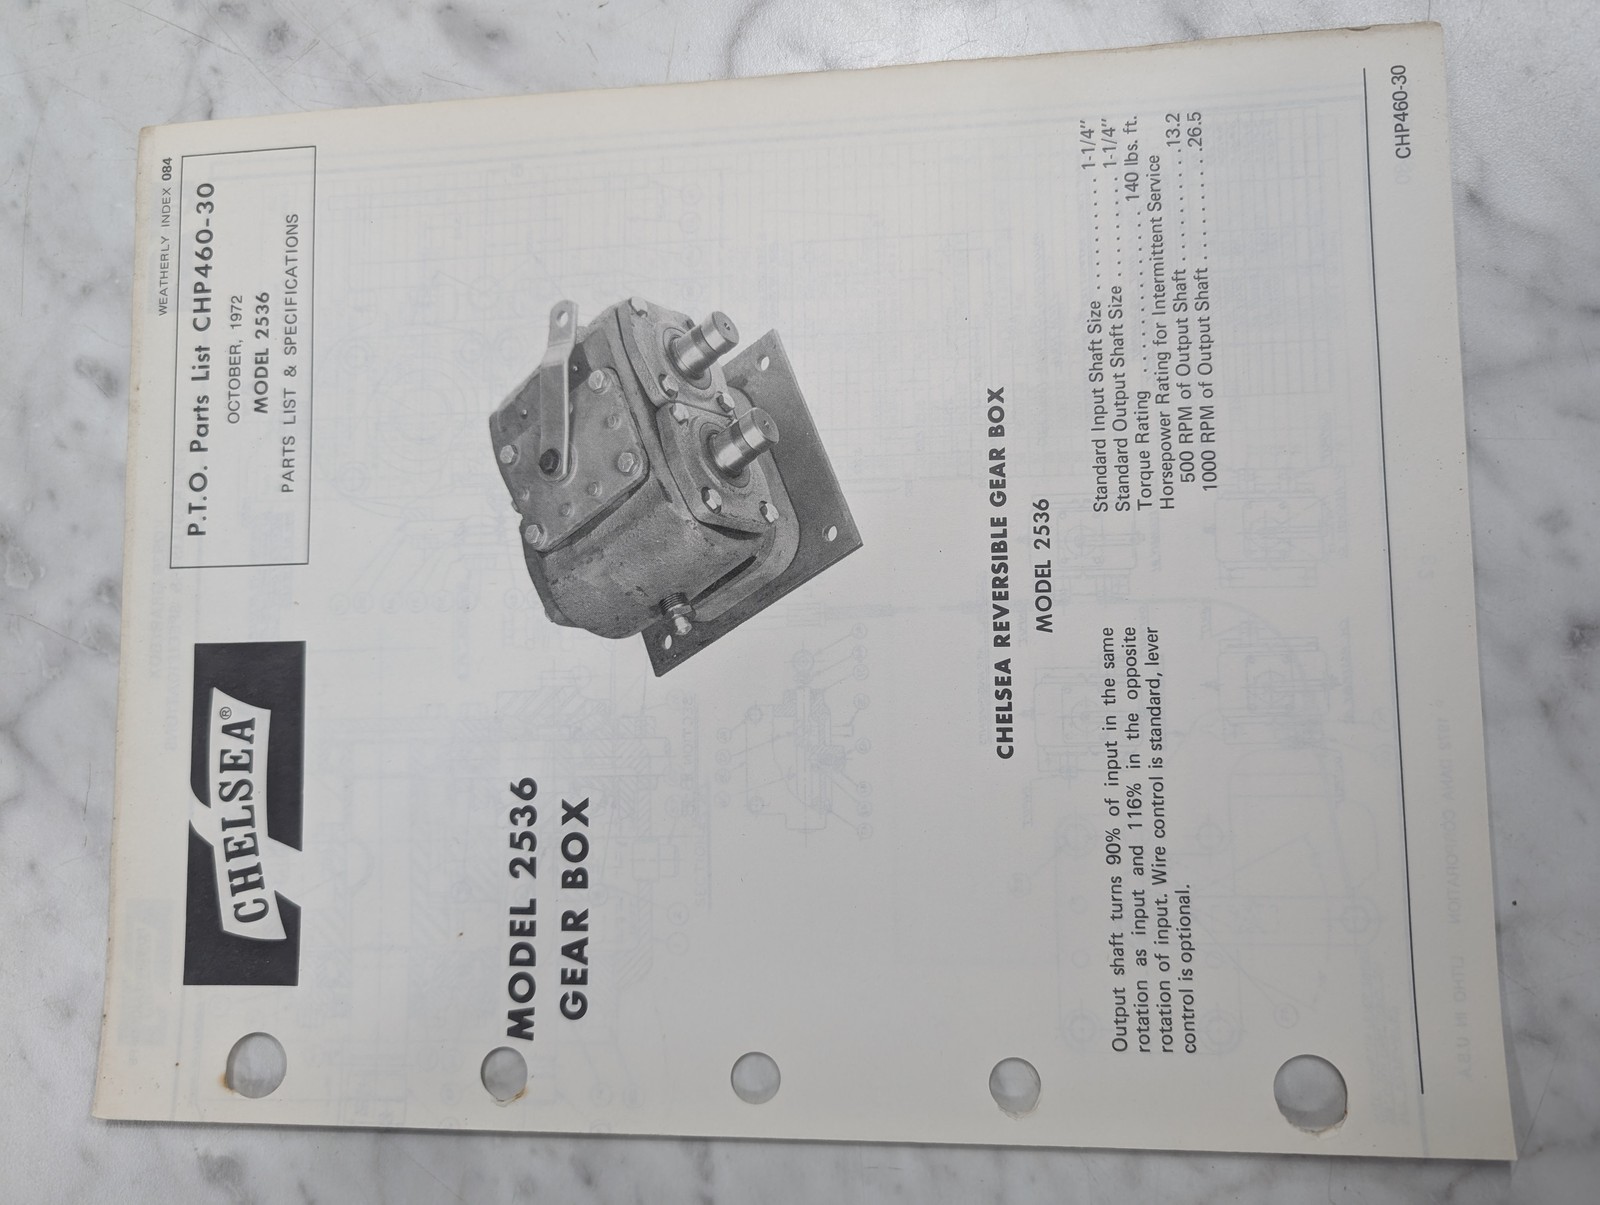 WEATHERLY INDEX 084
CHELSEA®
P.T.O. Parts List CHP460-30
OCTOBER, 1972
MODEL 2536
PARTS LIST & SPECIFICATIONS
MODEL 2536
GEAR BOX
CHELSEA REVERSIBLE GEAR BOX
MODEL 2536
Output shaft turns 90% of input in the same
rotation as input and 116% in the opposite
rotation of input. Wire control is standard, lever
control is optional.
Standard Input Shaft Size . . . . . . . . . . 1-1/4"
Standard Output Shaft Size . . . . . . . . . 1-1/4"
Torque Rating . . . . . . . . . . . . . . 140 lbs. ft.
Horsepower Rating for Intermittent Service
500 RPM of Output Shaft . . . . . . . . . . 13.2
1000 RPM of Output Shaft . . . . . . . . . . 26.5
CHP460-30